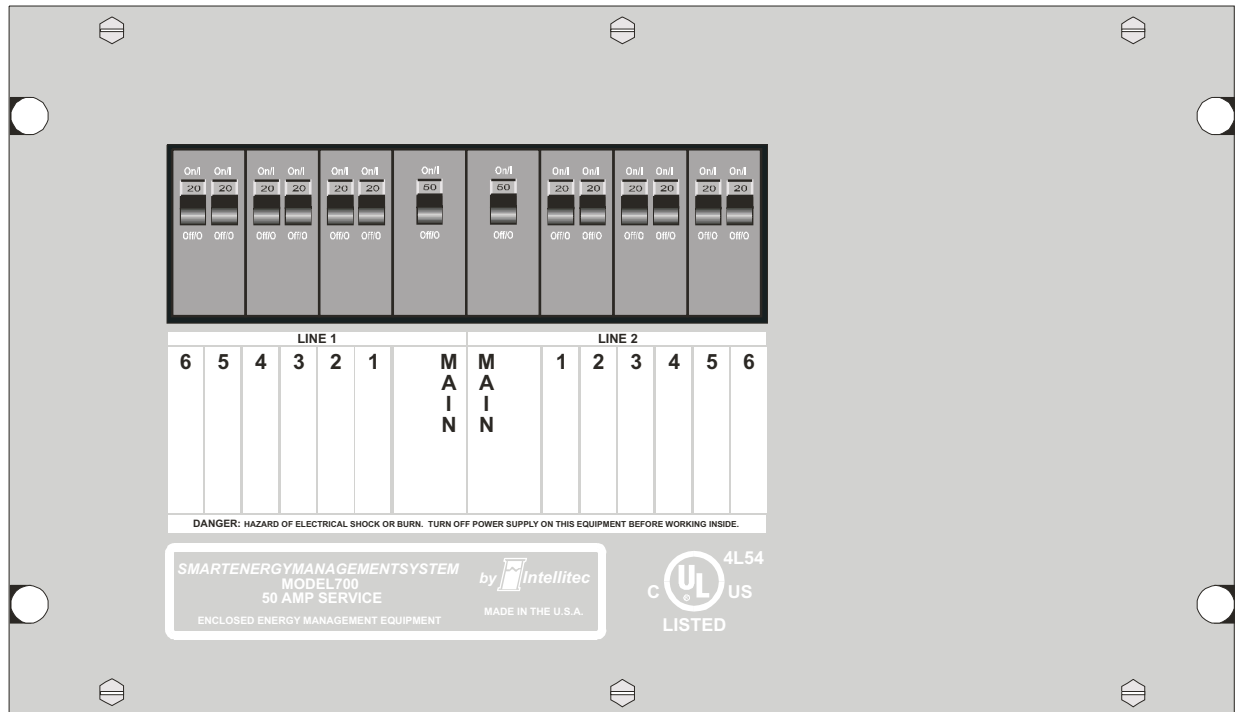 On/I On/I On/I On/I On/I On/I On/I On/I On/I On/I On/I On/I On/I On/I
20 20 20 20 20 20 50 50 20 20 20 20 20 20
Off/O Off/O Off/O Off/O Off/O Off/O Off/O Off/O Off/O Off/O Off/O Off/O Off/O Off/O
LINE 1 LINE 2
6 5 4 3 2 1 MAIN MAIN 1 2 3 4 5 6
DANGER: HAZARD OF ELECTRICAL SHOCK OR BURN. TURN OFF POWER SUPPLY ON THIS EQUIPMENT BEFORE WORKING INSIDE.
SMARTENERGYMANAGEMENTSYSTEM
MODEL700
50 AMP SERVICE
ENCLOSED ENERGY MANAGEMENT EQUIPMENT
by Intellitec
MADE IN THE U.S.A.
4L54
C UL ® US
LISTED